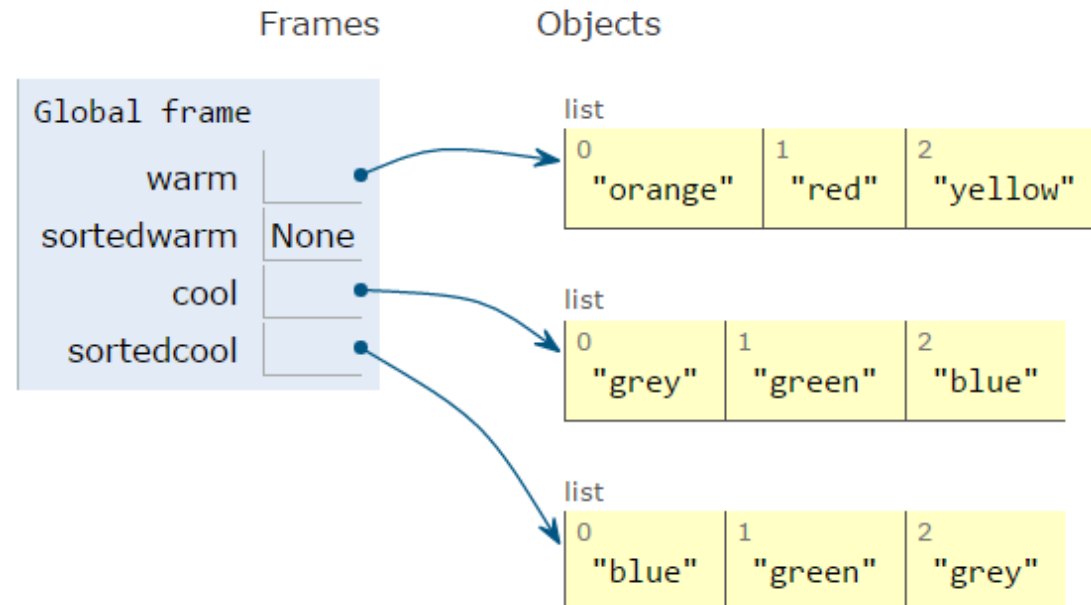 Frames Objects
Global frame
warm
sortedwarm None
cool
sortedcool
list
0 1 2
"orange" "red" "yellow"
list
0 1 2
"grey" "green" "blue"
list
0 1 2
"blue" "green" "grey"